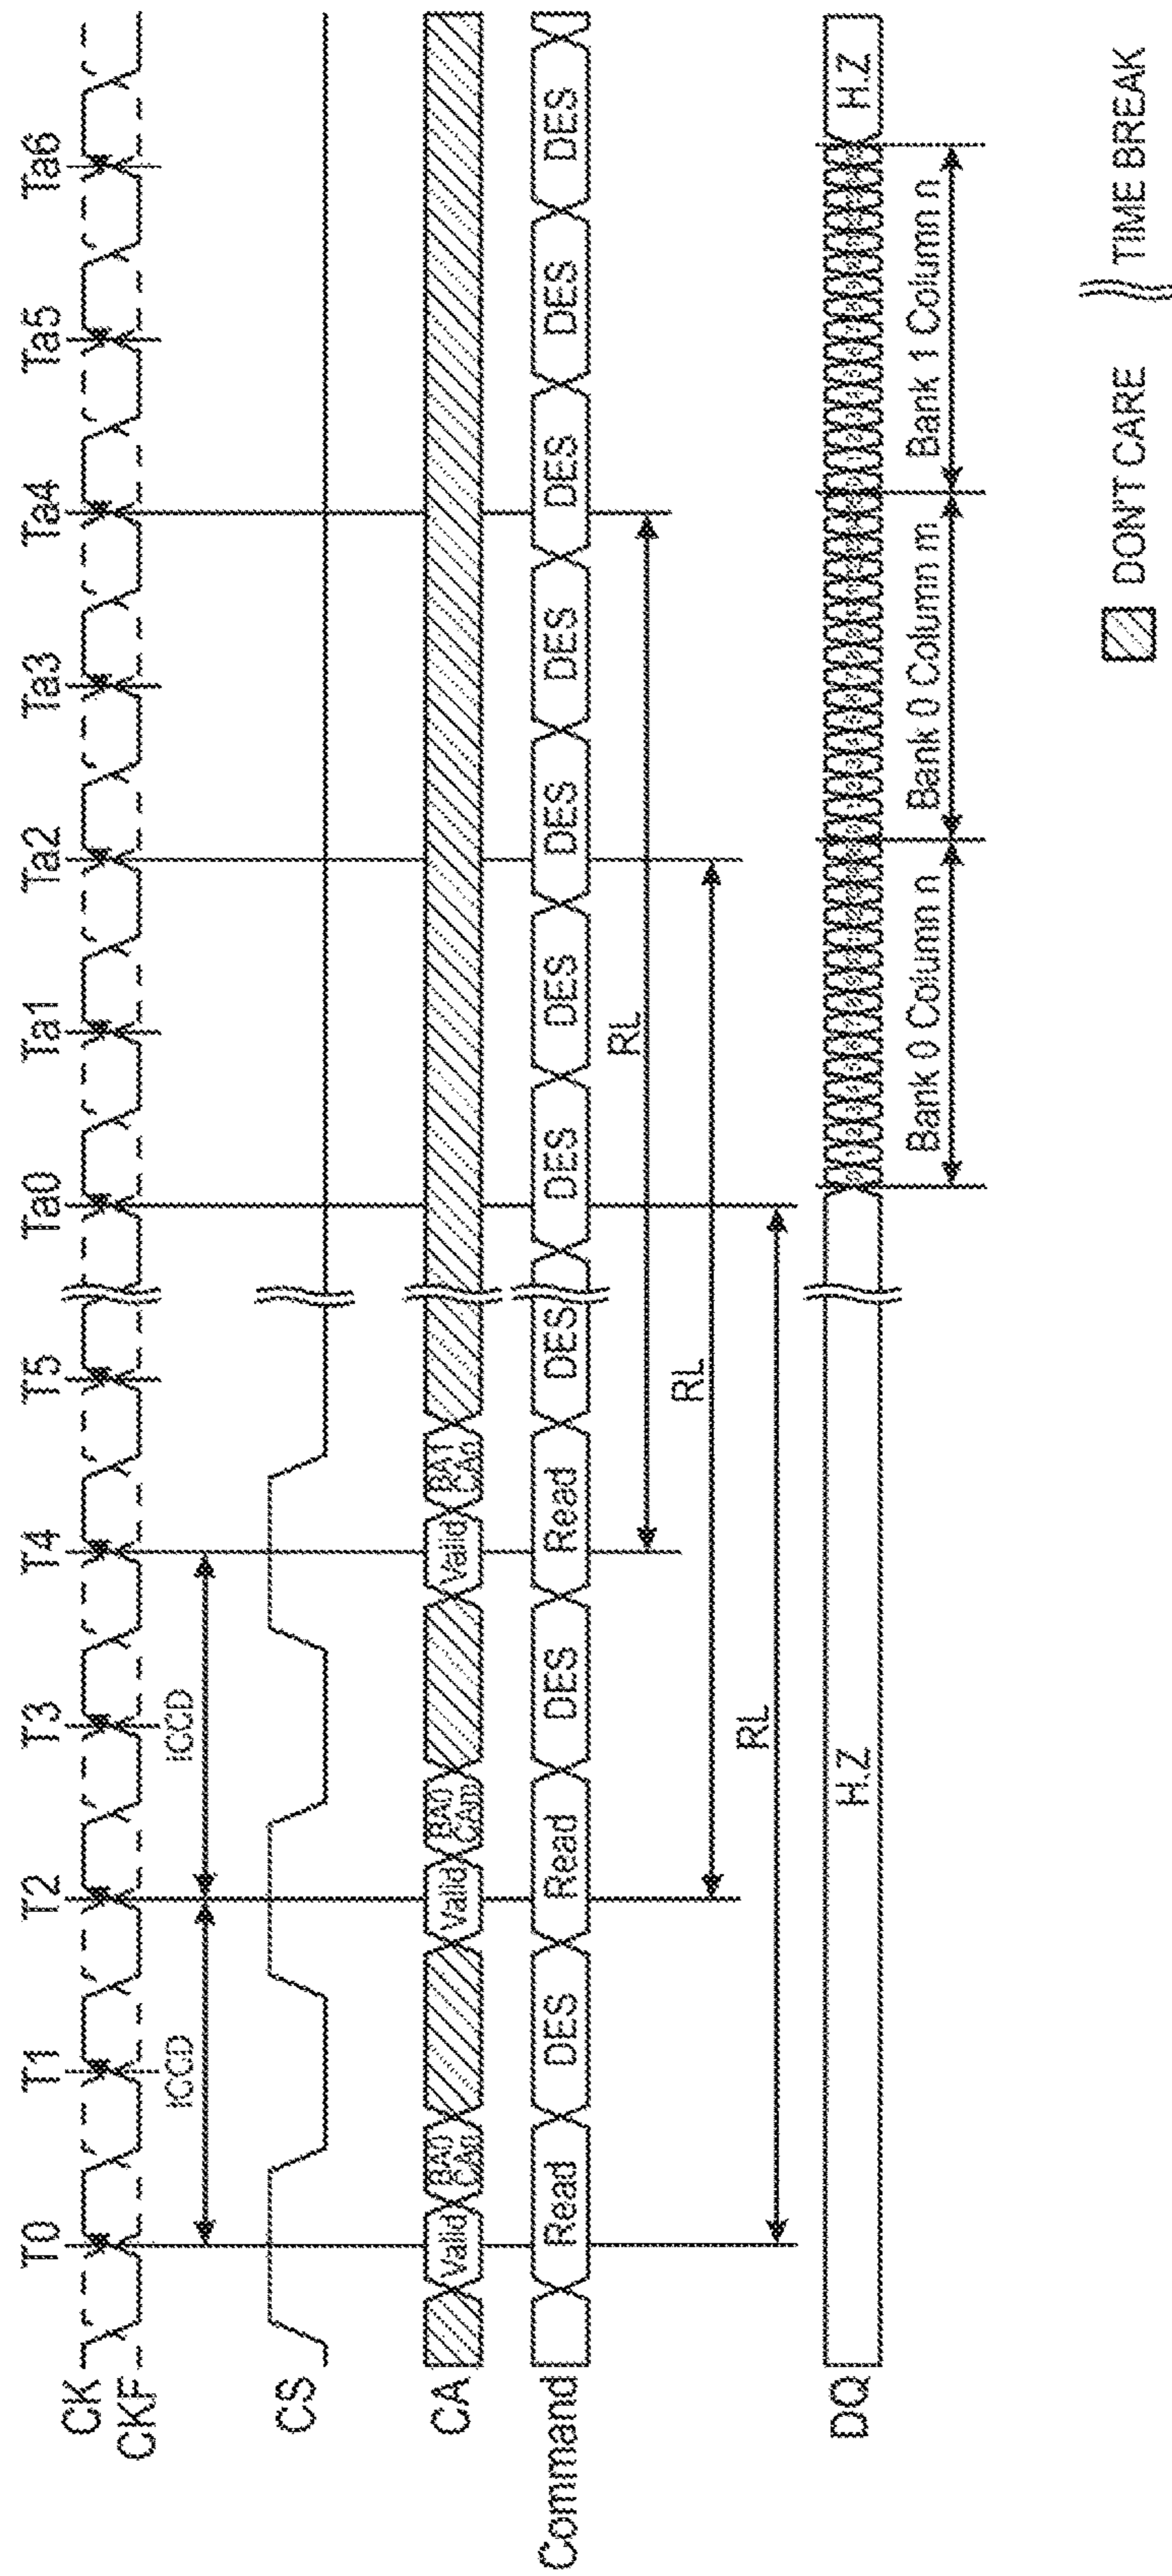 T0 T1 T2 T3 T4 T5 Ta0 Ta1 Ta2 Ta3 Ta4 Ta5 Ta6
CK
CKF
tCCD tCCD
CS
CA Valid BA0 CAn Valid BA0 CAm Valid BA1 CAn
Command Read DES Read DES Read DES DES DES DES DES DES DES DES
RL
RL
RL
DQ H.Z H.Z
Bank 0 Column n Bank 0 Column m Bank 1 Column n
DON'T CARE TIME BREAK